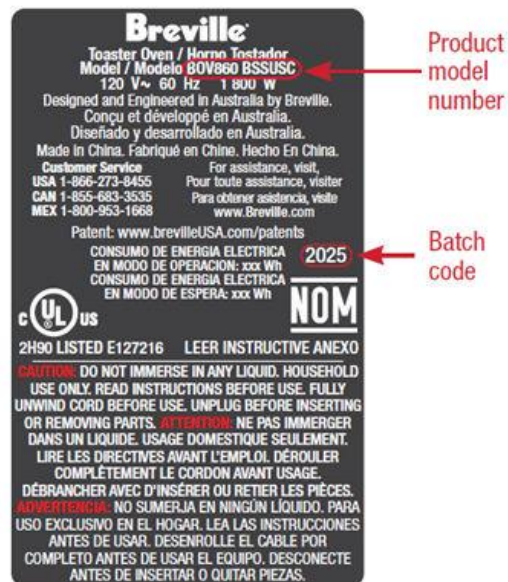 Breville
Toaster Oven / Horno Tostador
Model / Modelo BOV860 BSSUSC
120 V~ 60 Hz 1 800 W
Designed and Engineered in Australia by Breville.
Conçu et développé en Australia.
Diseñado y desarrollado en Australia.
Made in China. Fabriqué en Chine. Hecho En China.
Customer Service
USA 1-866-273-8455
CAN 1-855-683-3535
MEX 1-800-953-1668
For assistance, visit,
Pour toute assistance, visiter
Para obtener asistencia, visite
www.Breville.com
Patent: www.brevilleUSA.com/patents
CONSUMO DE ENERGIA ELECTRICA
EN MODO DE OPERACION: xxx Wh
CONSUMO DE ENERGIA ELECTRICA
EN MODO DE ESPERA: xxx Wh
2025
C UL US
NOM
2H90 LISTED E127216 LEER INSTRUCTIVE ANEXO
CAUTION: DO NOT IMMERSE IN ANY LIQUID. HOUSEHOLD
USE ONLY. READ INSTRUCTIONS BEFORE USE. FULLY
UNWIND CORD BEFORE USE. UNPLUG BEFORE INSERTING
OR REMOVING PARTS. ATTENTION: NE PAS IMMERGER
DANS UN LIQUIDE. USAGE DOMESTIQUE SEULEMENT.
LIRE LES DIRECTIVES AVANT L'EMPLOI. DÉROULER
COMPLÈTEMENT LE CORDON AVANT USAGE.
DÉBRANCHER AVEC D'INSÉRER OU RETIER LES PIÈCES.
ADVERTENCIA: NO SUMERJA EN NINGÚN LÍQUIDO. PARA
USO EXCLUSIVO EN EL HOGAR. LEA LAS INSTRUCCIONES
ANTES DE USAR. DESENROLLE EL CABLE POR
COMPLETO ANTES DE USAR EL EQUIPO. DESCONECTE
ANTES DE INSERTAR O QUITAR PIEZAS.
Product
model
number
Batch
code